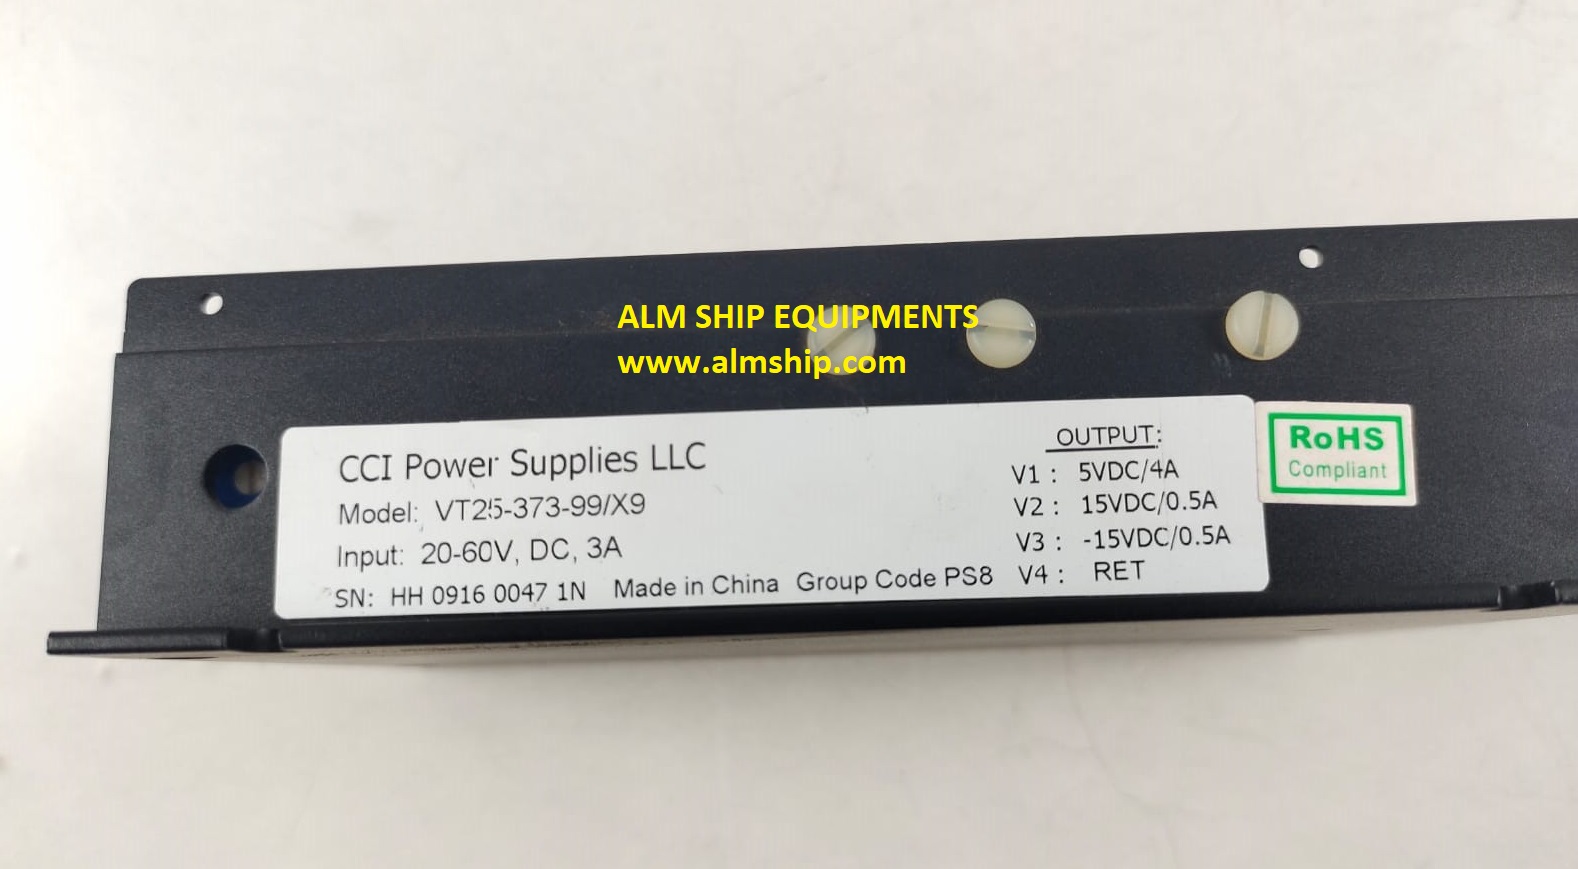 ALM SHIP EQUIPMENTS
www.almship.com
CCI Power Supplies LLC
Model: VT25-373-99/X9
Input: 20-60V, DC, 3A
SN: HH 0916 0047 1N Made in China Group Code PS8
OUTPUT:
V1 : 5VDC/4A
V2 : 15VDC/0.5A
V3 : -15VDC/0.5A
V4 : RET
RoHS
Compliant